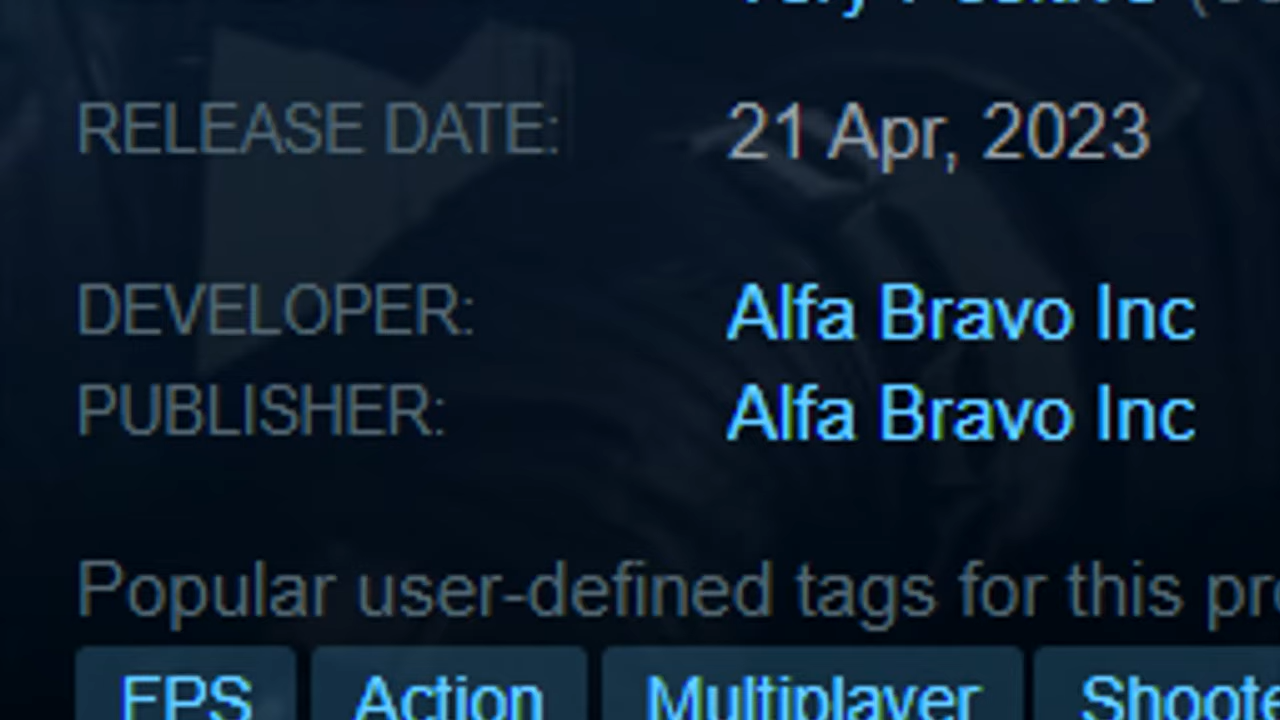 RELEASE DATE: 21 Apr, 2023
DEVELOPER: Alfa Bravo Inc
PUBLISHER: Alfa Bravo Inc
Popular user-defined tags for this
FPS Action Multiplayer